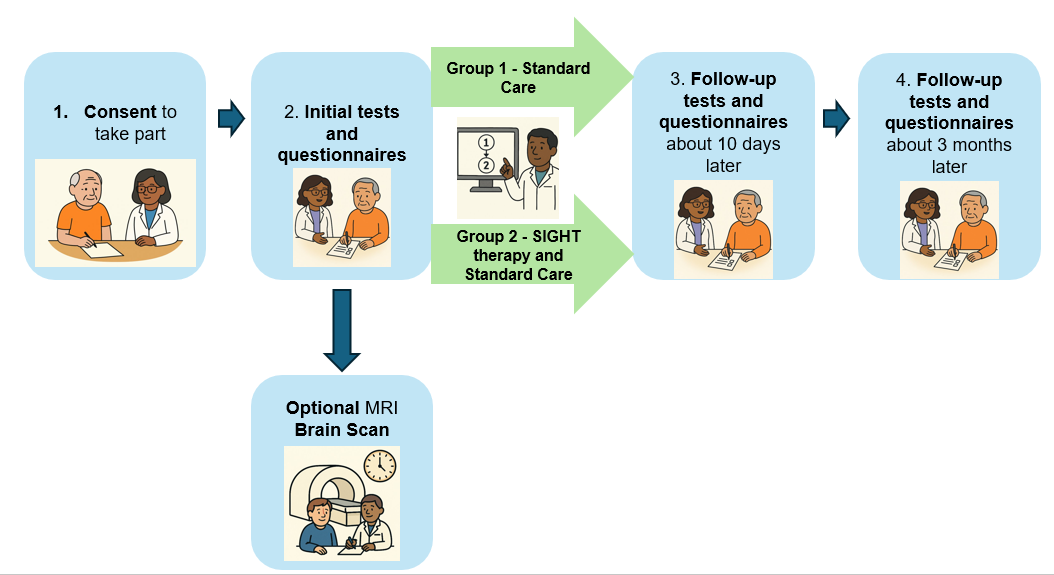 1. Consent to
take part
2. Initial tests
and
questionnaires
Group 1 - Standard
Care
1
2
Group 2 - SIGHT
therapy and
Standard Care
3. Follow-up
tests and
questionnaires
about 10 days
later
4. Follow-up
tests and
questionnaires
about 3 months
later
Optional MRI
Brain Scan